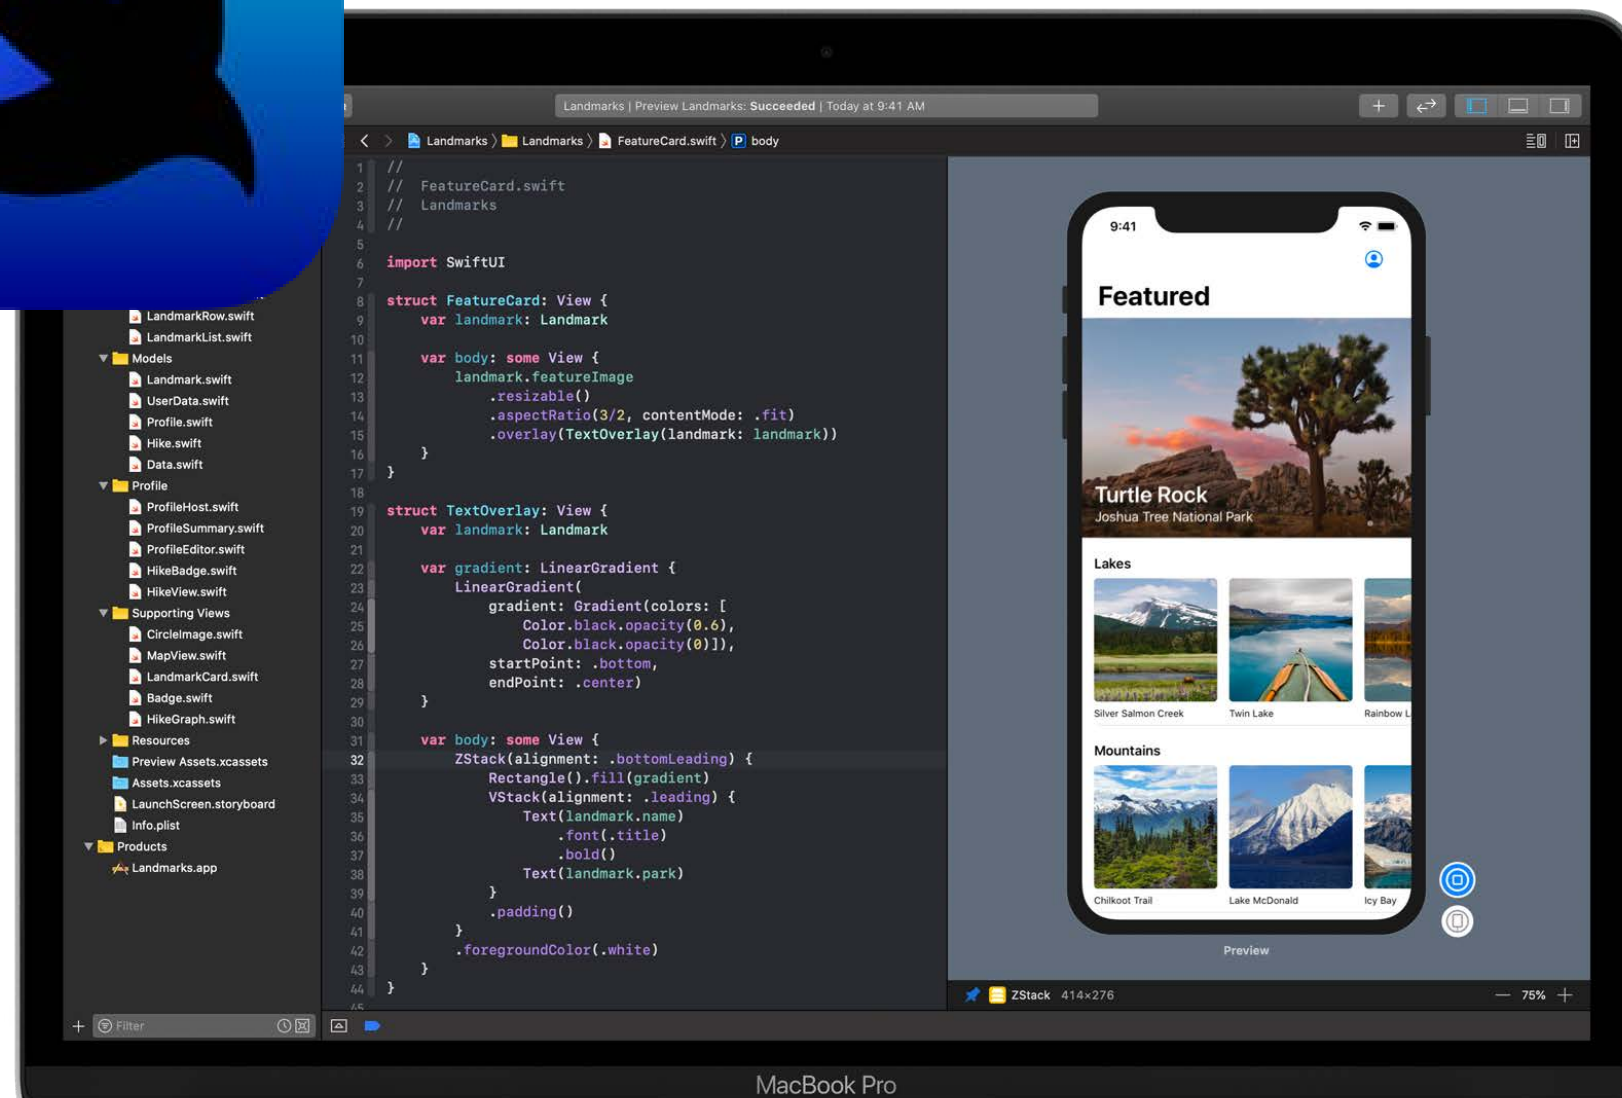 Landmarks | Preview Landmarks: Succeeded | Today at 9:41 AM
Landmarks
Landmarks
FeatureCard.swift
body
LandmarkRow.swift
LandmarkList.swift
Models
Landmark.swift
UserData.swift
Profile.swift
Hike.swift
Data.swift
Profile
ProfileHost.swift
ProfileSummary.swift
ProfileEditor.swift
HikeBadge.swift
HikeView.swift
Supporting Views
CircleImage.swift
MapView.swift
LandmarkCard.swift
Badge.swift
HikeGraph.swift
Resources
Preview Assets.xcassets
Assets.xcassets
LaunchScreen.storyboard
Info.plist
Products
Landmarks.app
Filter
1 //
2 //  FeatureCard.swift
3 //  Landmarks
4 //
5
6 import SwiftUI
7
8 struct FeatureCard: View {
9     var landmark: Landmark
10
11     var body: some View {
12         landmark.featureImage
13             .resizable()
14             .aspectRatio(3/2, contentMode: .fit)
15             .overlay(TextOverlay(landmark: landmark))
16     }
17 }
18
19 struct TextOverlay: View {
20     var landmark: Landmark
21
22     var gradient: LinearGradient {
23         LinearGradient(
24             gradient: Gradient(colors: [
25                 Color.black.opacity(0.6),
26                 Color.black.opacity(0)]),
27             startPoint: .bottom,
28             endPoint: .center)
29     }
30
31     var body: some View {
32         ZStack(alignment: .bottomLeading) {
33             Rectangle().fill(gradient)
34             VStack(alignment: .leading) {
35                 Text(landmark.name)
36                     .font(.title)
37                     .bold()
38                 Text(landmark.park)
39             }
40             .padding()
41         }
42         .foregroundColor(.white)
43     }
44 }
45
9:41
Featured
Turtle Rock
Joshua Tree National Park
Lakes
Silver Salmon Creek
Twin Lake
Rainbow L
Mountains
Chilkoot Trail
Lake McDonald
Icy Bay
Preview
ZStack 414×276
75%
MacBook Pro